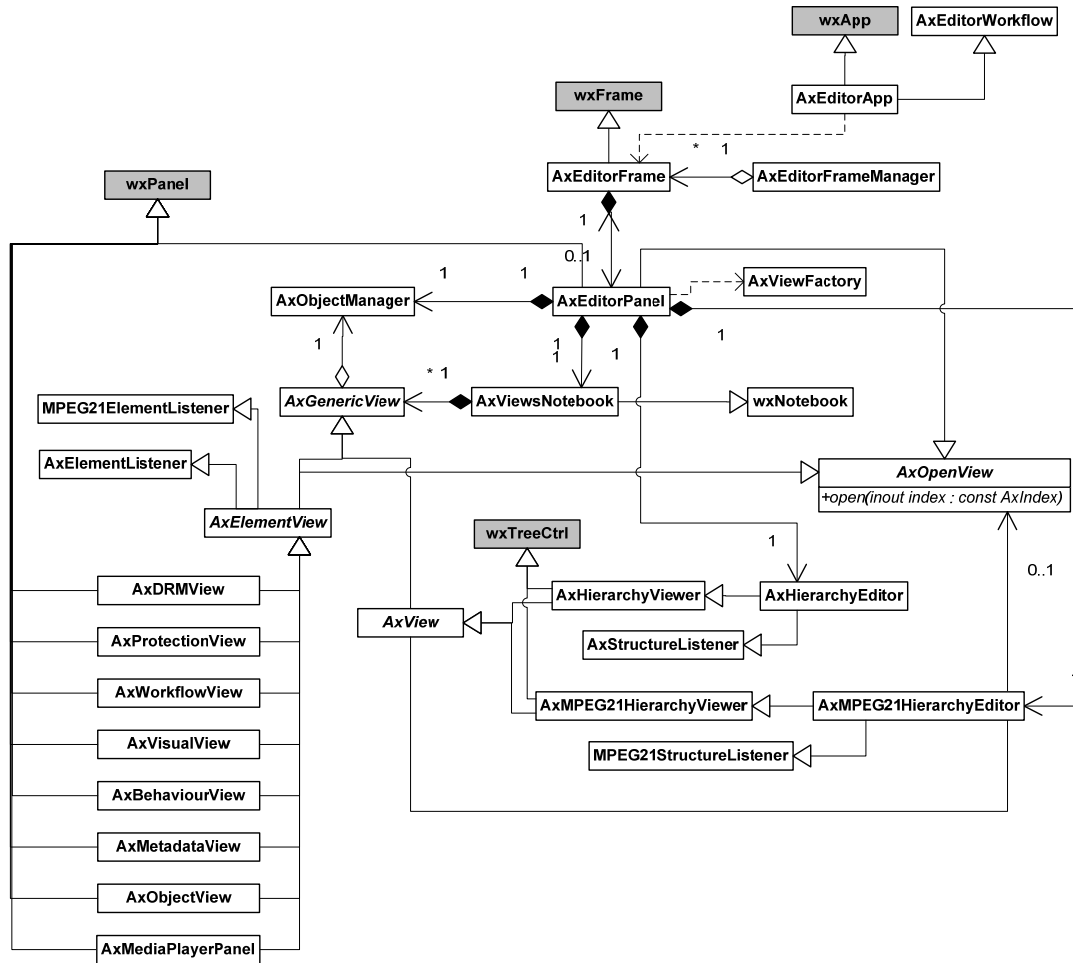 wxApp
AxEditorWorkflow
AxEditorApp
wxFrame
* 1
AxEditorFrame
AxEditorFrameManager
wxPanel
1
0..1
1
1
AxObjectManager
AxEditorPanel
AxViewFactory
1
1
1
1
1
* 1
AxGenericView
AxViewsNotebook
wxNotebook
MPEG21ElementListener
AxElementListener
AxOpenView
+open(inout index : const AxIndex)
AxElementView
wxTreeCtrl
1
0..1
AxDRMView
AxHierarchyViewer
AxHierarchyEditor
AxView
AxProtectionView
AxStructureListener
AxWorkflowView
AxMPEG21HierarchyViewer
AxMPEG21HierarchyEditor
AxVisualView
MPEG21StructureListener
AxBehaviourView
AxMetadataView
AxObjectView
AxMediaPlayerPanel